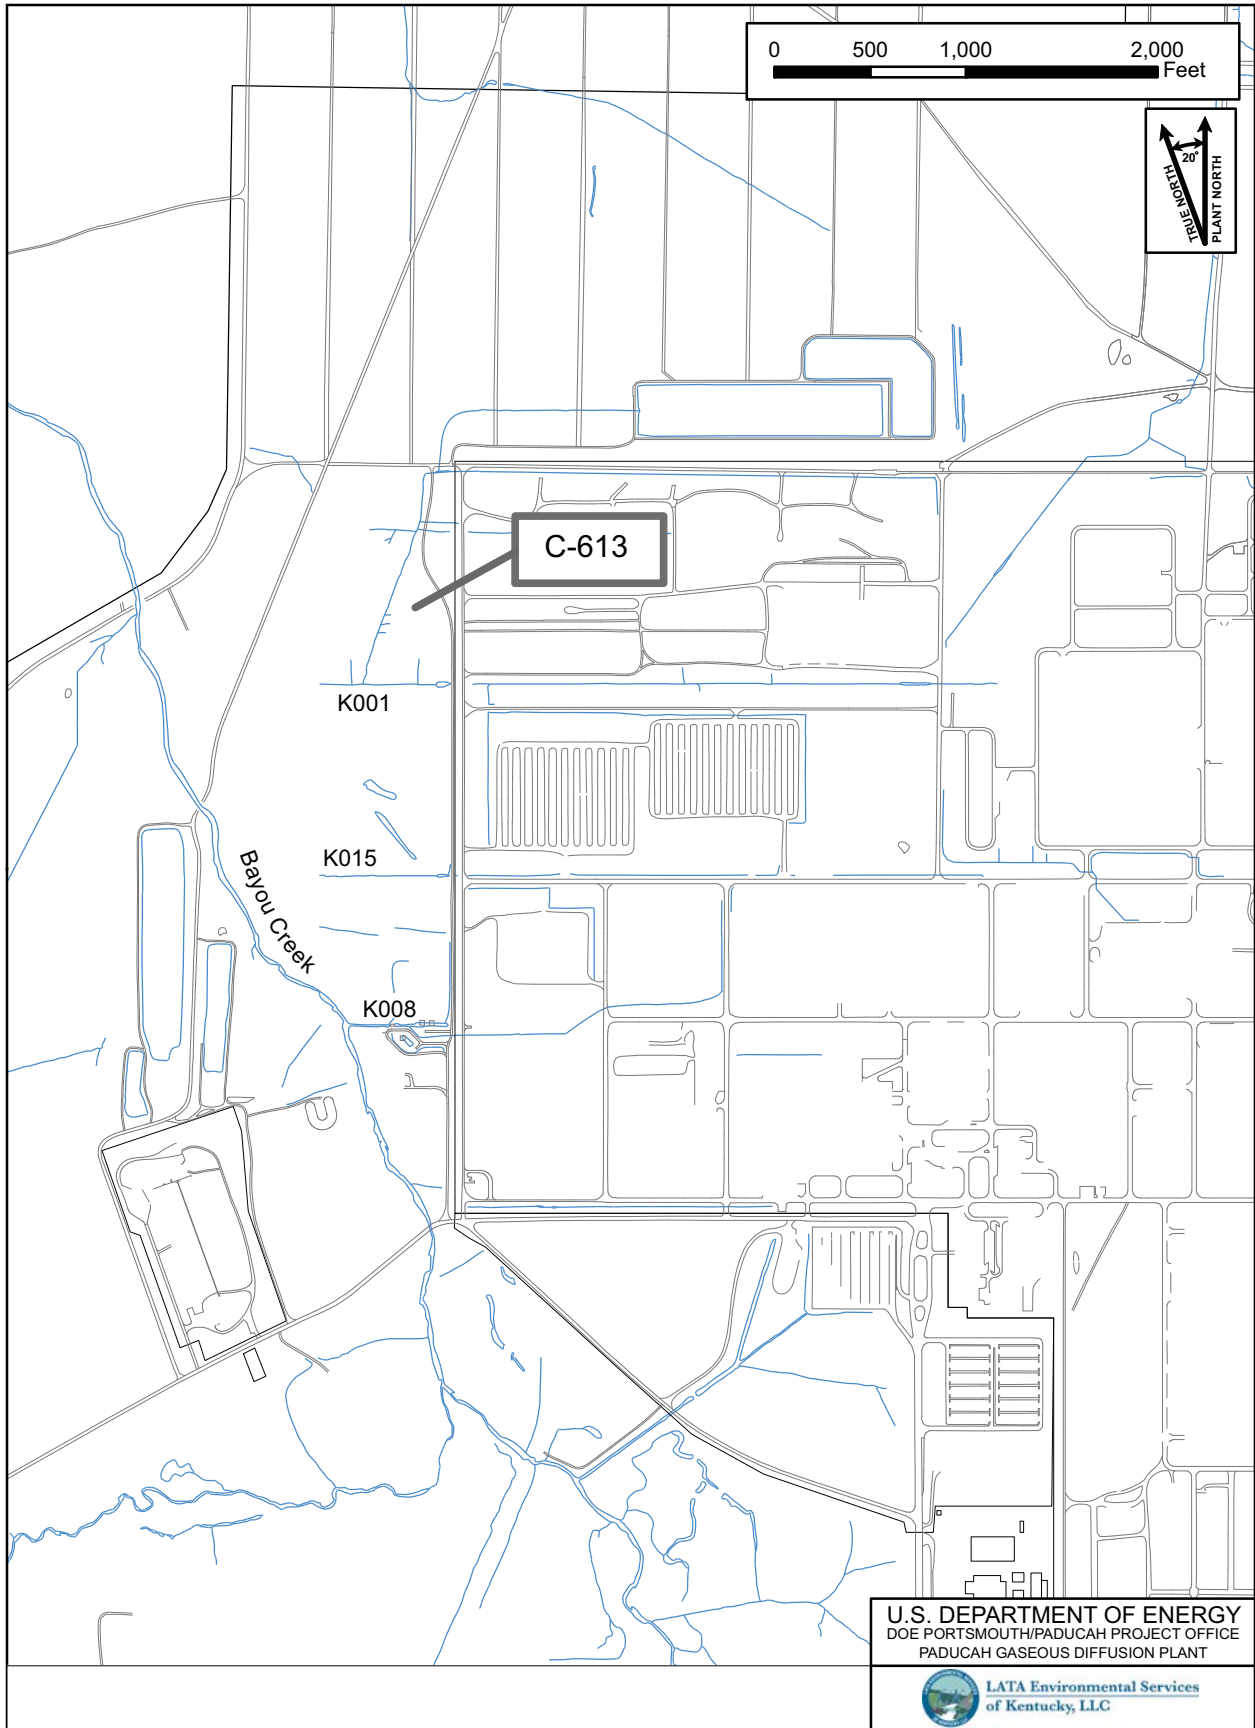 0 500 1,000 2,000
Feet
20°
TRUE NORTH
PLANT NORTH
C-613
K001
K015
Bayou Creek
K008
U.S. DEPARTMENT OF ENERGY
DOE PORTSMOUTH/PADUCAH PROJECT OFFICE
PADUCAH GASEOUS DIFFUSION PLANT
LATA Environmental Services
of Kentucky, LLC